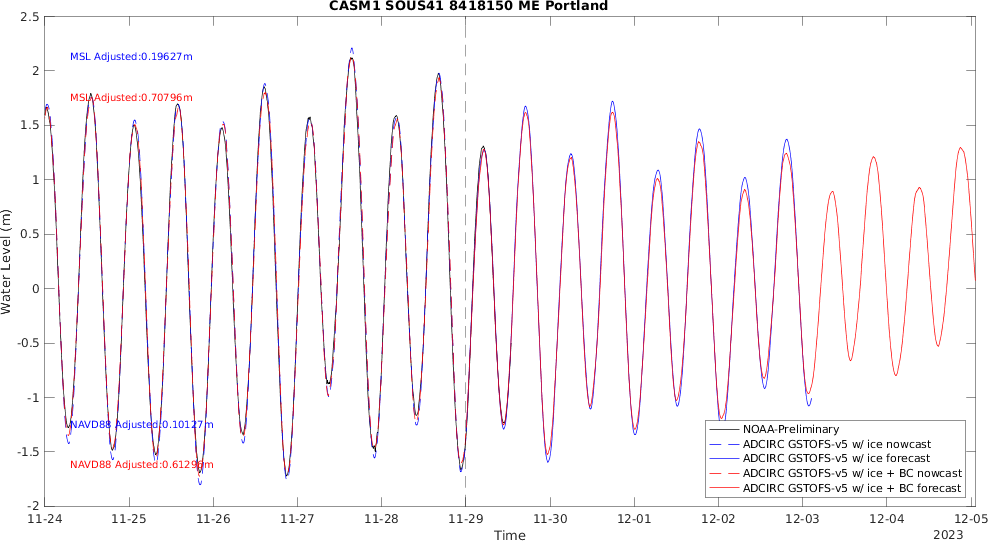 CASM1 SOUS41 8418150 ME Portland
2.5
2
1.5
1
0.5
0
-0.5
-1
-1.5
-2
Water Level (m)
MSL Adjusted:0.19627m
MSL Adjusted:0.70796m
NAVD88 Adjusted:0.10127m
NAVD88 Adjusted:0.61296m
NOAA-Preliminary
ADCIRC GSTOFS-v5 w/ ice nowcast
ADCIRC GSTOFS-v5 w/ ice forecast
ADCIRC GSTOFS-v5 w/ ice + BC nowcast
ADCIRC GSTOFS-v5 w/ ice + BC forecast
11-24 11-25 11-26 11-27 11-28 11-29 11-30 12-01 12-02 12-03 12-04 12-05
Time
2023